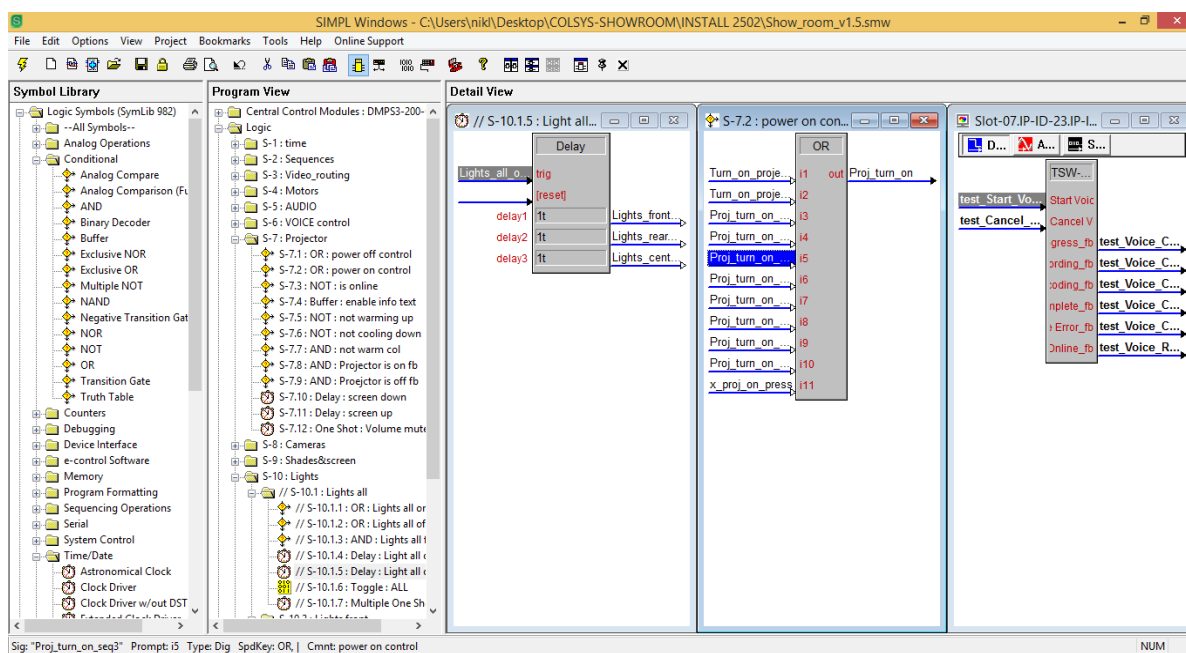 SIMPL Windows - C:\Users\nikl\Desktop\COLSYS-SHOWROOM\INSTALL 2502\Show_room_v1.5.smw
File Edit Options View Project Bookmarks Tools Help Online Support
Symbol Library
Logic Symbols (SymLib 982)
--All Symbols--
Analog Operations
Conditional
Analog Compare
Analog Comparison (Fu
AND
Binary Decoder
Buffer
Exclusive NOR
Exclusive OR
Multiple NOT
NAND
Negative Transition Gat
NOR
NOT
OR
Transition Gate
Truth Table
Counters
Debugging
Device Interface
e-control Software
Memory
Program Formatting
Sequencing Operations
Serial
System Control
Time/Date
Astronomical Clock
Clock Driver
Clock Driver w/out DST
Program View
Central Control Modules : DMPS3-200-
Logic
S-1 : time
S-2 : Sequences
S-3 : Video_routing
S-4 : Motors
S-5 : AUDIO
S-6 : VOICE control
S-7 : Projector
S-7.1 : OR : power off control
S-7.2 : OR : power on control
S-7.3 : NOT : is online
S-7.4 : Buffer : enable info text
S-7.5 : NOT : not warming up
S-7.6 : NOT : not cooling down
S-7.7 : AND : not warm col
S-7.8 : AND : Projector is on fb
S-7.9 : AND : Proejctor is off fb
S-7.10 : Delay : screen down
S-7.11 : Delay : screen up
S-7.12 : One Shot : Volume mute
S-8 : Cameras
S-9 : Shades&screen
S-10 : Lights
// S-10.1 : Lights all
// S-10.1.1 : OR : Lights all or
// S-10.1.2 : OR : Lights all of
// S-10.1.3 : AND : Lights all f
// S-10.1.4 : Delay : Light all o
// S-10.1.5 : Delay : Light all o
// S-10.1.6 : Toggle : ALL
// S-10.1.7 : Multiple One Sh
Detail View
// S-10.1.5 : Light all...
Delay
Lights_all_o... trig
[reset]
delay1 1t Lights_front...
delay2 1t Lights_rear...
delay3 1t Lights_cent...
S-7.2 : power on con...
OR
Turn_on_proje... i1 out Proj_turn_on
Turn_on_proje... i2
Proj_turn_on_... i3
Proj_turn_on_... i4
Proj_turn_on_... i5
Proj_turn_on_... i6
Proj_turn_on_... i7
Proj_turn_on_... i8
Proj_turn_on_... i9
Proj_turn_on_... i10
x_proj_on_press i11
Slot-07.IP-ID-23.IP-I...
D... A... S...
TSW-...
test_Start_Vo... Start Voic
test_Cancel_... Cancel V
gress_fb test_Voice_C...
ording_fb test_Voice_C...
coding_fb test_Voice_C...
nplete_fb test_Voice_C...
Error_fb test_Voice_C...
Online_fb test_Voice_R...
Sig: "Proj_turn_on_seq3" Prompt: i5 Type: Dig SpdKey: OR, | Cmnt: power on control
NUM